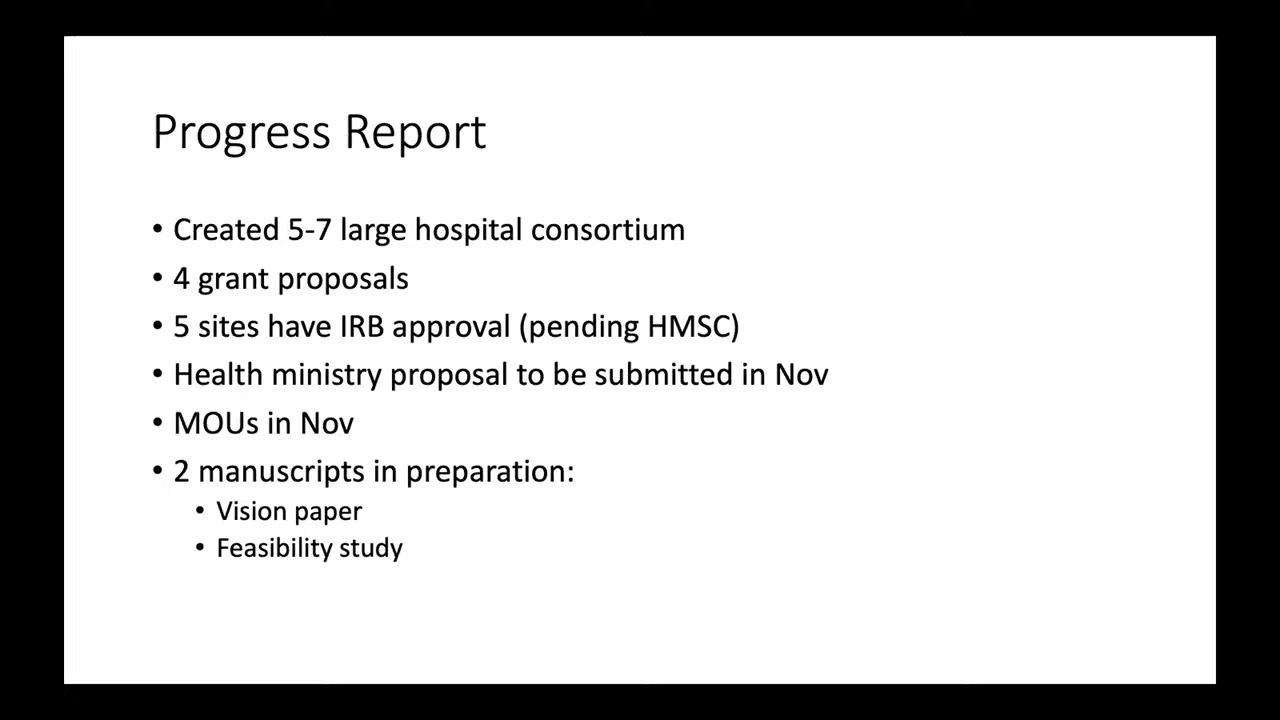 Progress Report
• Created 5-7 large hospital consortium
• 4 grant proposals
• 5 sites have IRB approval (pending HMSC)
• Health ministry proposal to be submitted in Nov
• MOUs in Nov
• 2 manuscripts in preparation:
• Vision paper
• Feasibility study